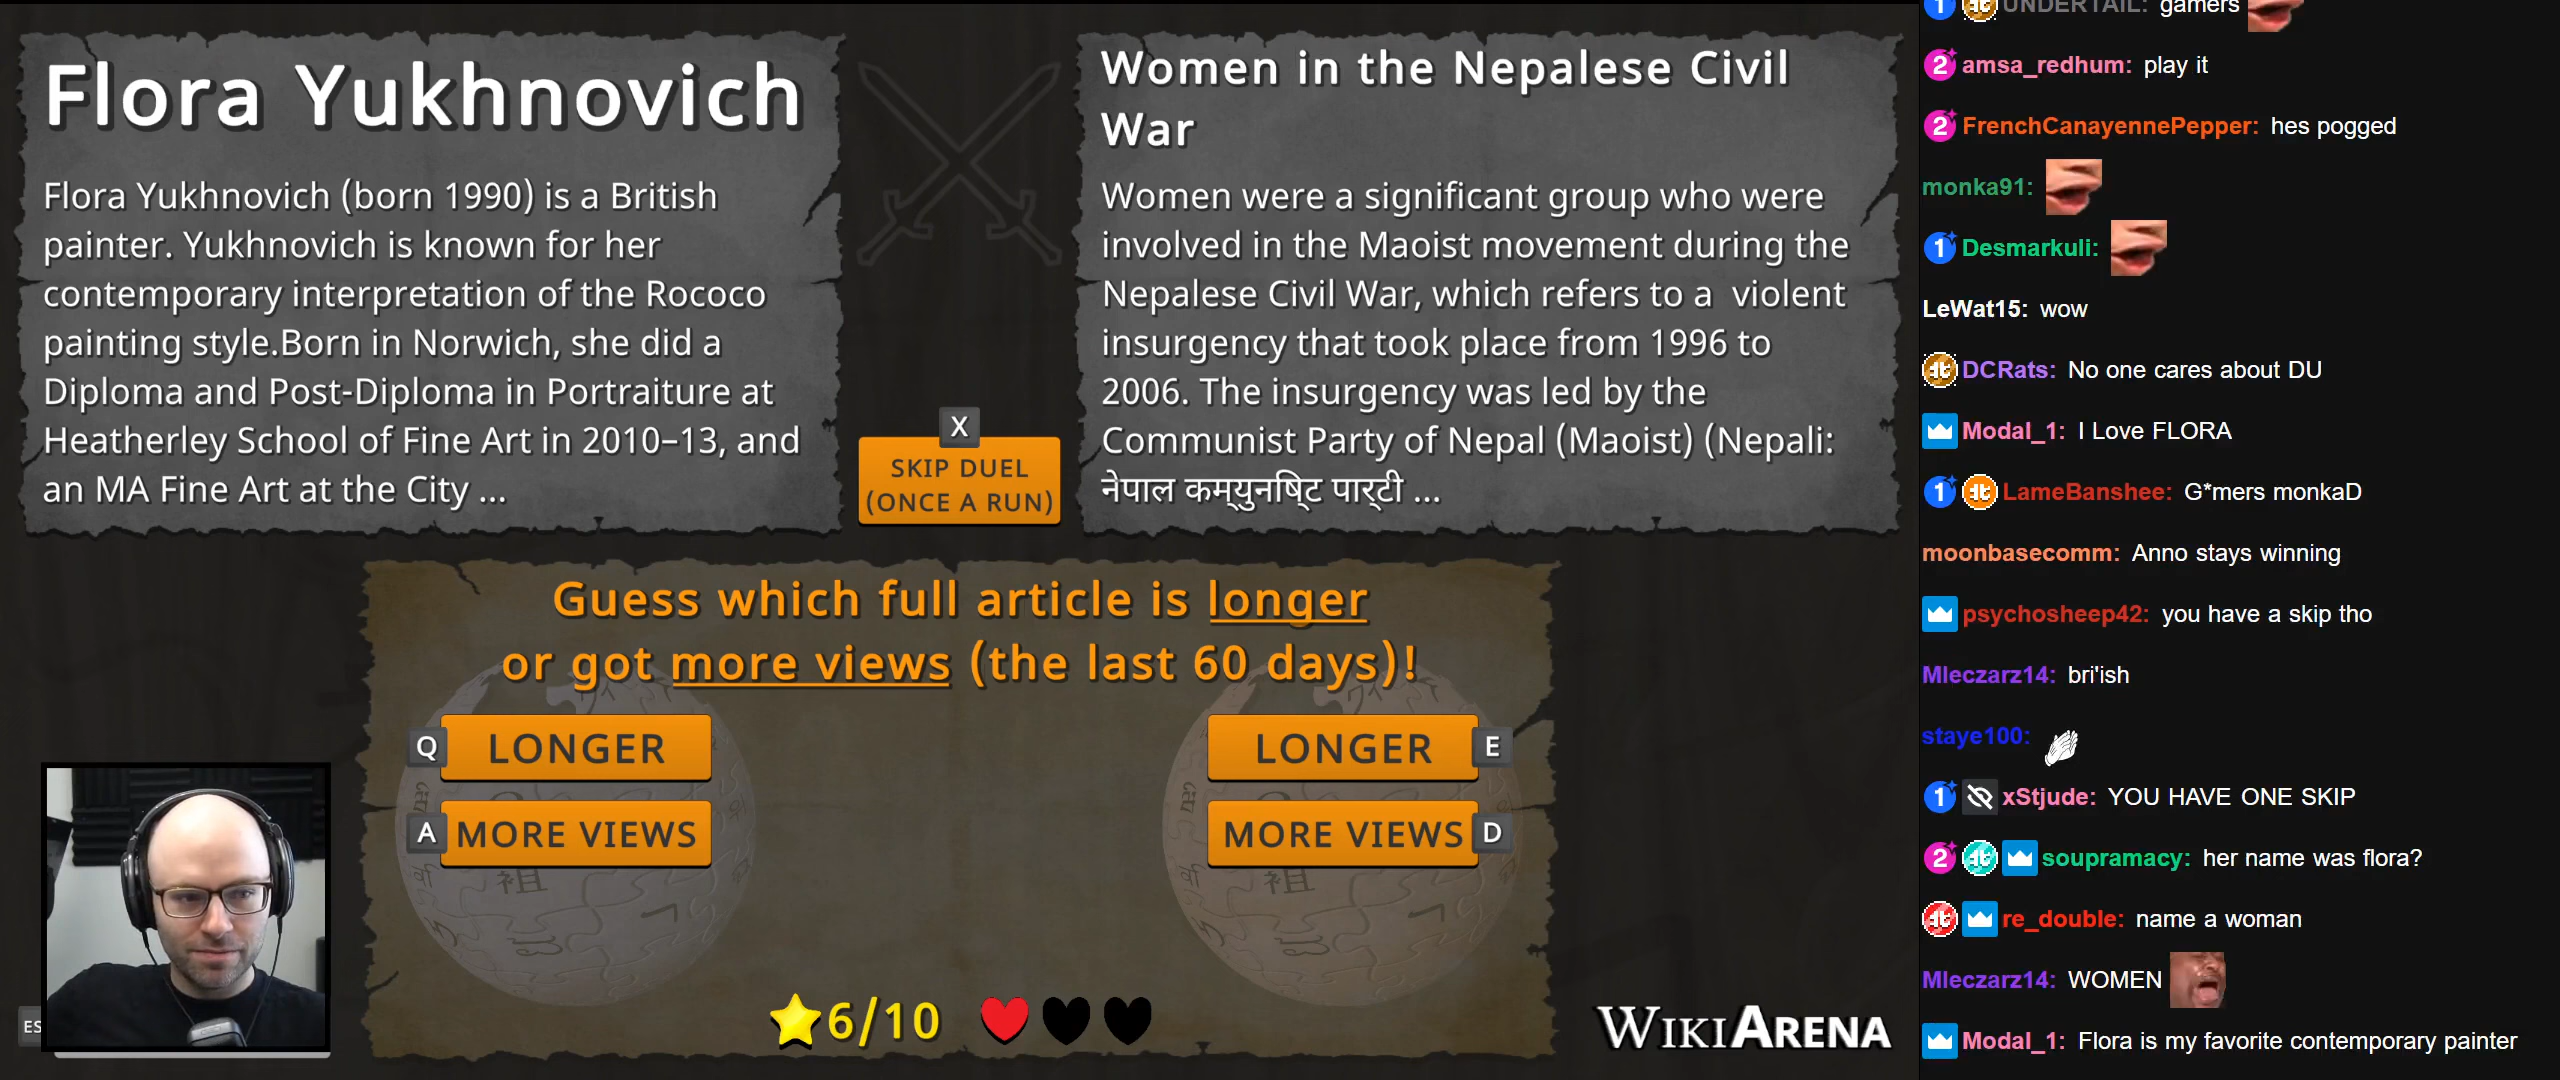 Flora Yukhnovich
Flora Yukhnovich (born 1990) is a British
painter. Yukhnovich is known for her
contemporary interpretation of the Rococo
painting style.Born in Norwich, she did a
Diploma and Post-Diploma in Portraiture at
Heatherley School of Fine Art in 2010–13, and
an MA Fine Art at the City ...
X
SKIP DUEL
(ONCE A RUN)
Women in the Nepalese Civil
War
Women were a significant group who were
involved in the Maoist movement during the
Nepalese Civil War, which refers to a  violent
insurgency that took place from 1996 to
2006. The insurgency was led by the
Communist Party of Nepal (Maoist) (Nepali:
नेपाल कम्युनिष्ट पार्टी ...
Guess which full article is longer
or got more views (the last 60 days)!
Q LONGER
LONGER E
A MORE VIEWS
MORE VIEWS D
6/10
WIKIARENA
ES
1 UNDERTAIL: gamers
2 amsa_redhum: play it
2 FrenchCanayennePepper: hes pogged
monka91:
1 Desmarkuli:
LeWat15: wow
DCRats: No one cares about DU
Modal_1: I Love FLORA
1 LameBanshee: G*mers monkaD
moonbasecomm: Anno stays winning
psychosheep42: you have a skip tho
Mleczarz14: bri'ish
staye100:
1 xStjude: YOU HAVE ONE SKIP
2 soupramacy: her name was flora?
re_double: name a woman
Mleczarz14: WOMEN
Modal_1: Flora is my favorite contemporary painter